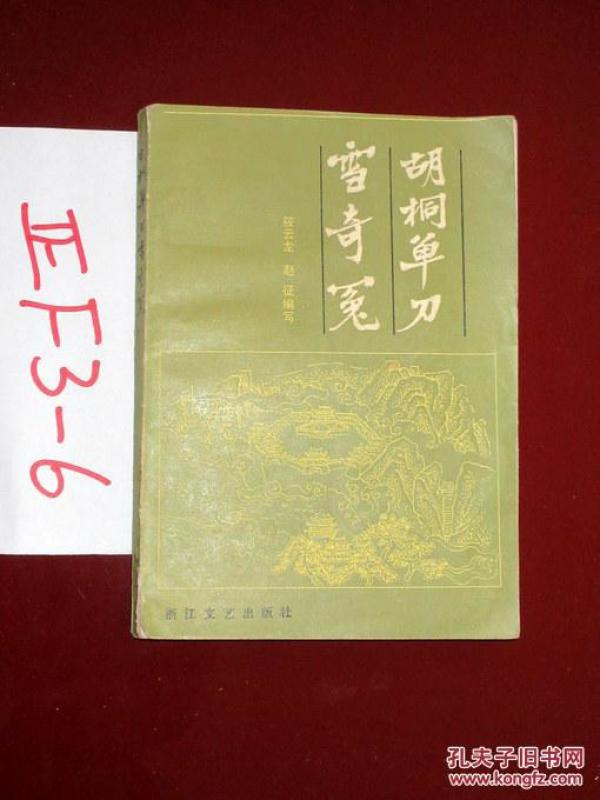 胡桐单刀
雪奇冤
筱云龙 赵征编写
浙江文艺出版社
正F3-6
孔夫子旧书网
www.kongfz.com